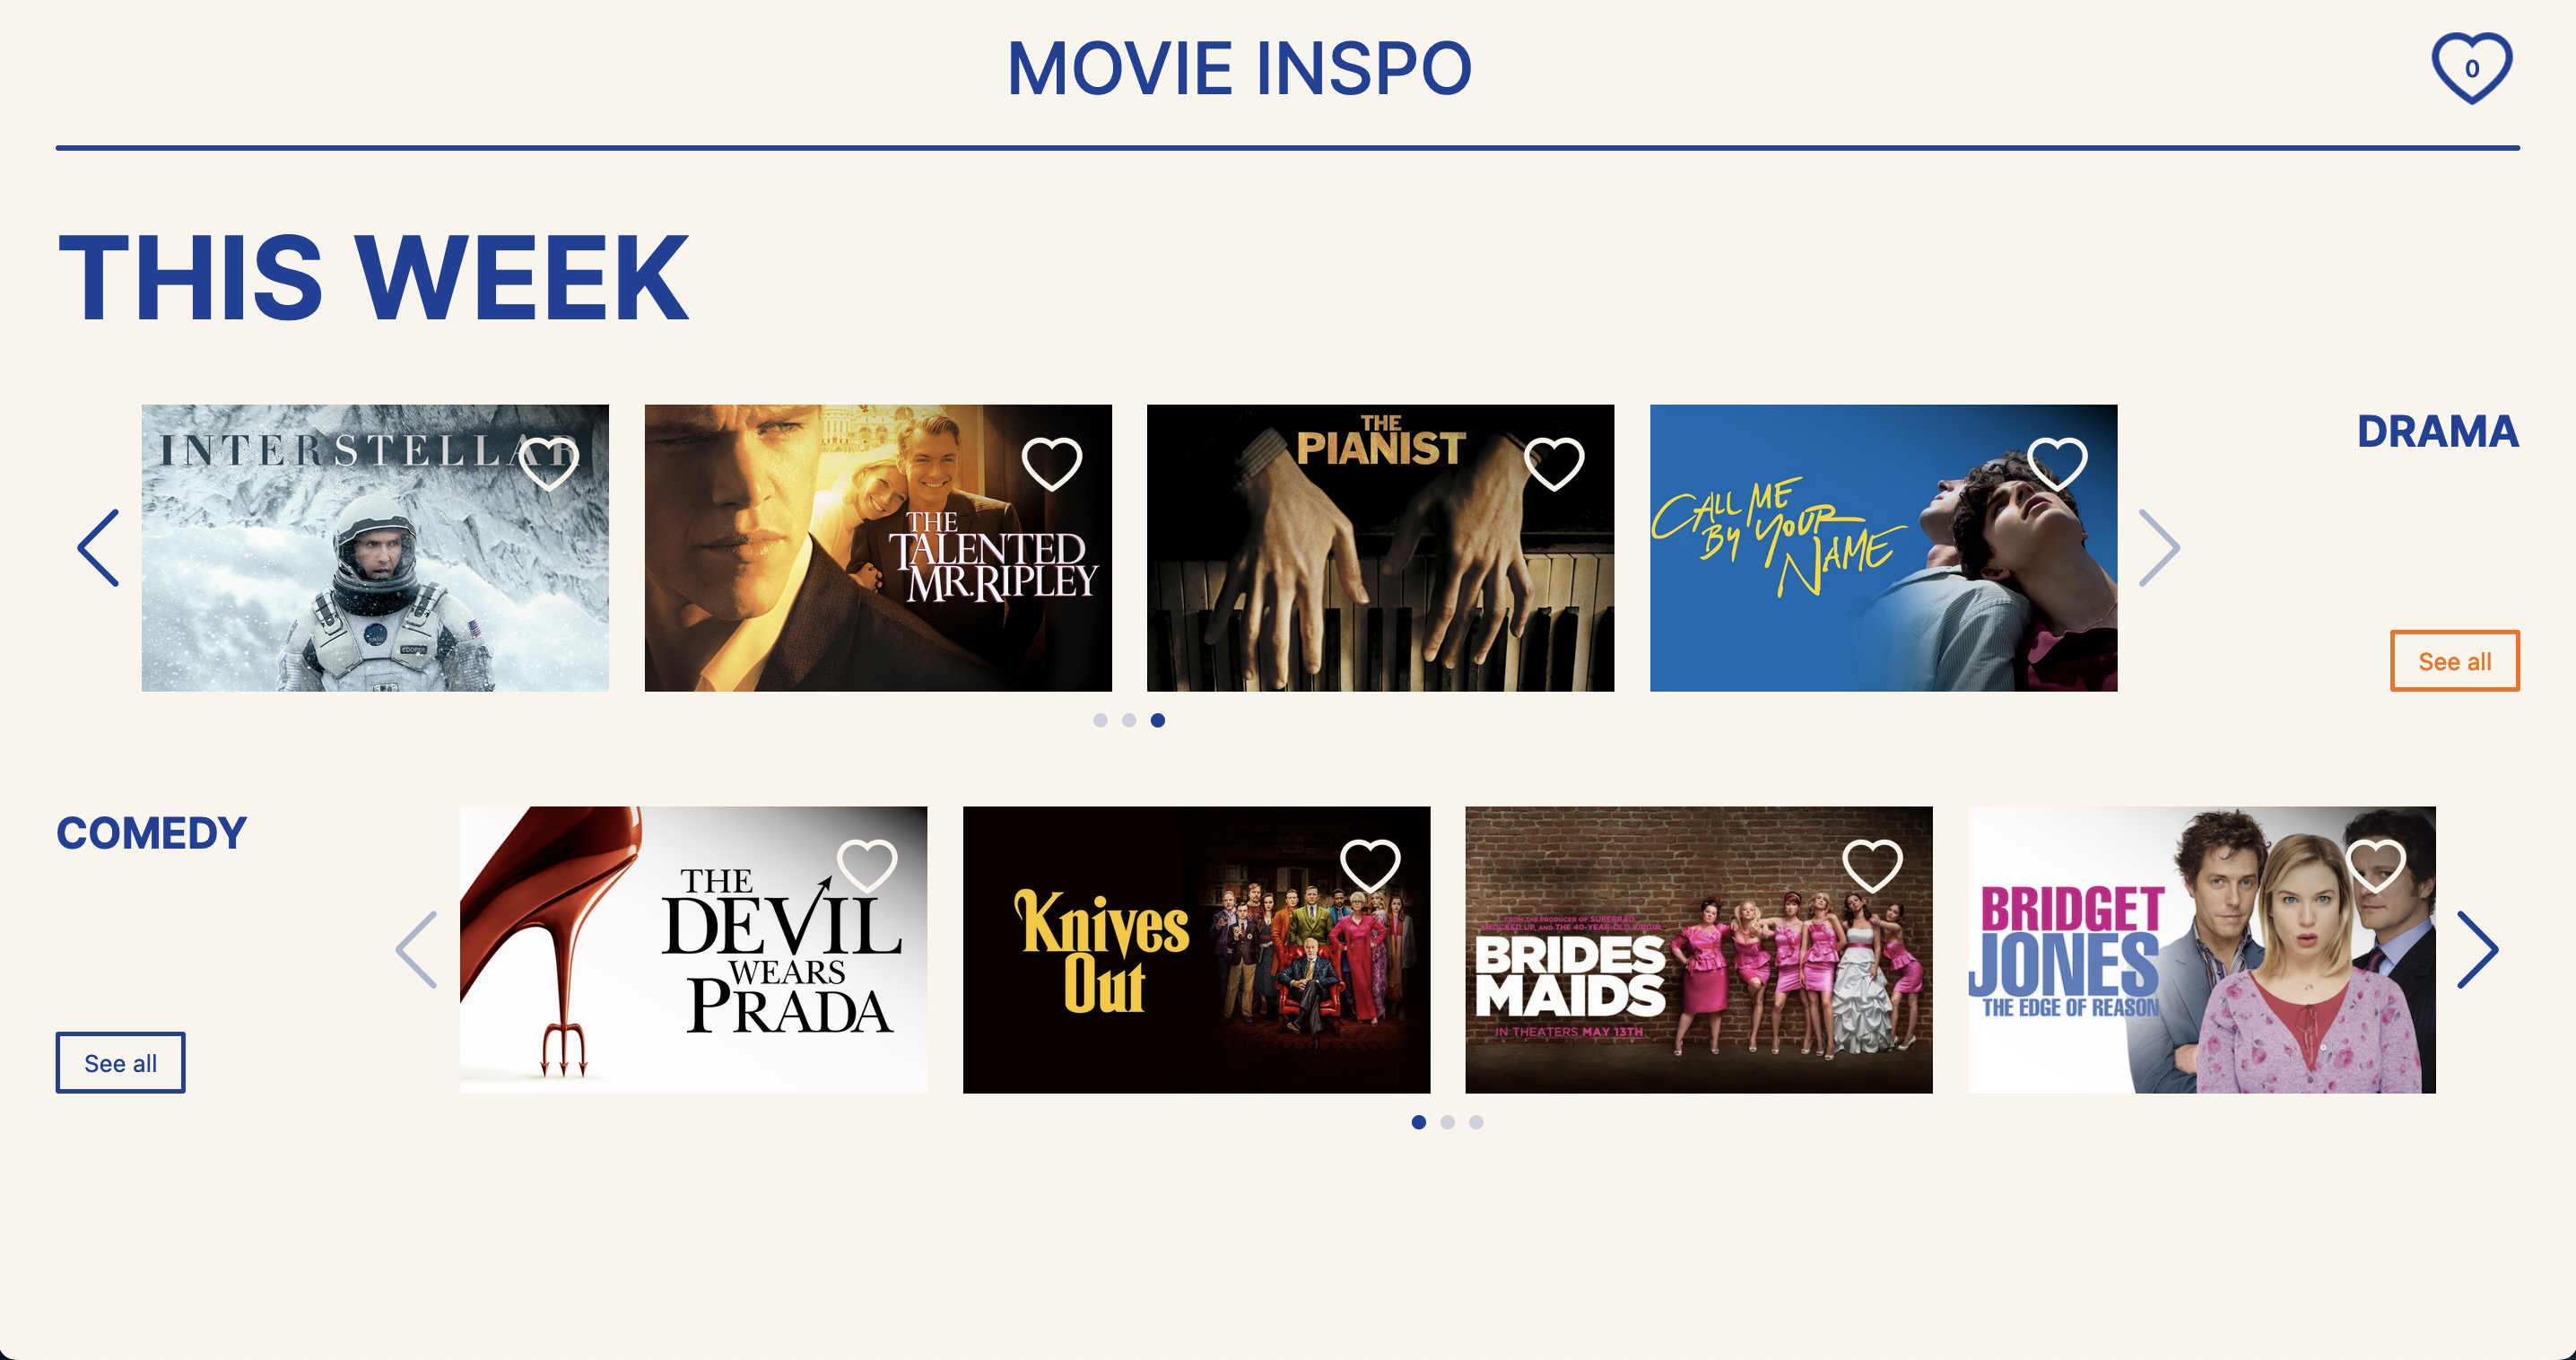 MOVIE INSPO
0
THIS WEEK
INTERSTELLAR
THE
TALENTED
MR.RIPLEY
THE
PIANIST
CALL ME
BY YOUR
NAME
DRAMA
See all
COMEDY
See all
THE
DEVIL
WEARS
PRADA
Knives
Out
FROM THE PRODUCER OF SUPERBAD,
KNOCKED UP, AND THE 40-YEAR-OLD VIRGIN
BRIDES
MAIDS
IN THEATERS MAY 13TH
BRIDGET
JONES
THE EDGE OF REASON